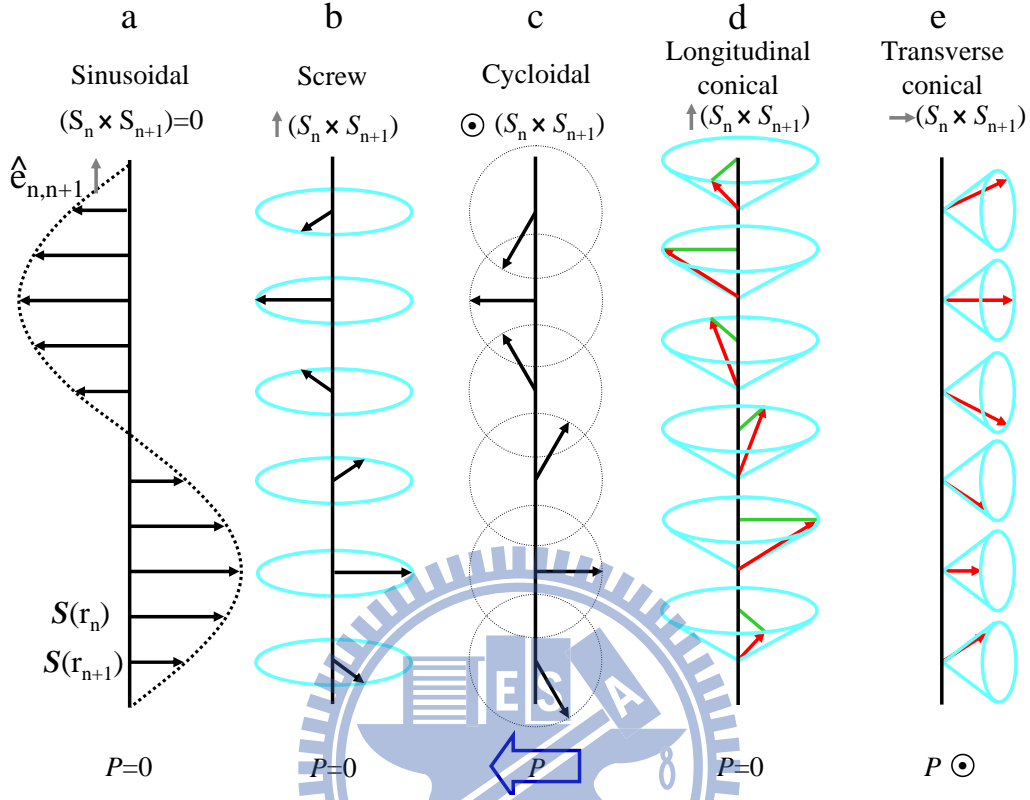 a b c d e
Sinusoidal
Screw
Cycloidal
Longitudinal
conical
Transverse
conical
(Sₙ × Sₙ₊₁)=0
↑(Sₙ × Sₙ₊₁)
⊙ (Sₙ × Sₙ₊₁)
↑(Sₙ × Sₙ₊₁)
→(Sₙ × Sₙ₊₁)
êₙ,ₙ₊₁
S(rₙ)
S(rₙ₊₁)
E S A
8
P=0
P=0
P
P=0
P ⊙